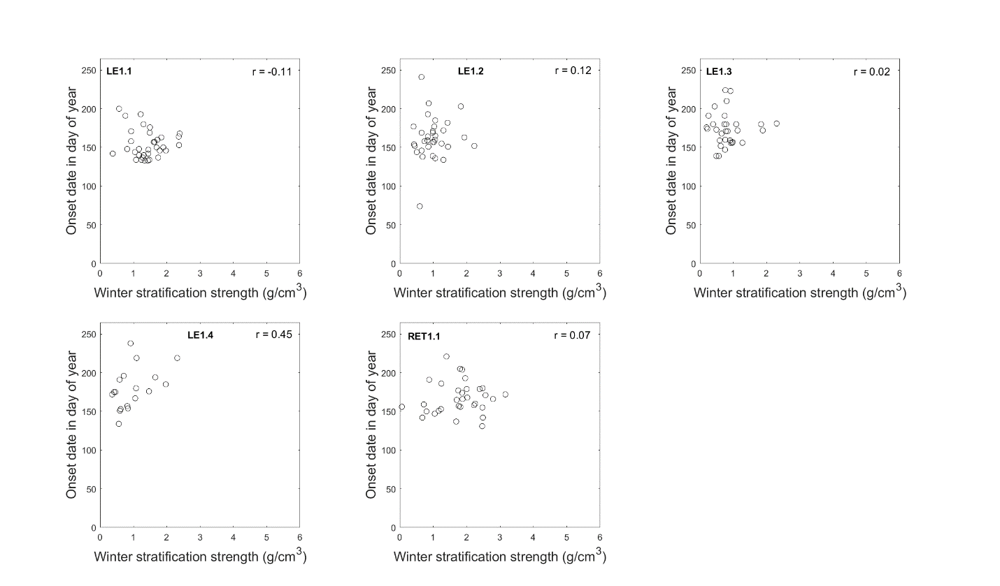 LE1.1
r = -0.11
250
200
150
100
50
0
0 1 2 3 4 5 6
Onset date in day of year
Winter stratification strength (g/cm3)
LE1.2
r = 0.12
250
200
150
100
50
0
0 1 2 3 4 5 6
Onset date in day of year
Winter stratification strength (g/cm3)
LE1.3
r = 0.02
250
200
150
100
50
0
0 1 2 3 4 5 6
Onset date in day of year
Winter stratification strength (g/cm3)
LE1.4
r = 0.45
250
200
150
100
50
0
0 1 2 3 4 5 6
Onset date in day of year
Winter stratification strength (g/cm3)
RET1.1
r = 0.07
250
200
150
100
50
0
0 1 2 3 4 5 6
Onset date in day of year
Winter stratification strength (g/cm3)